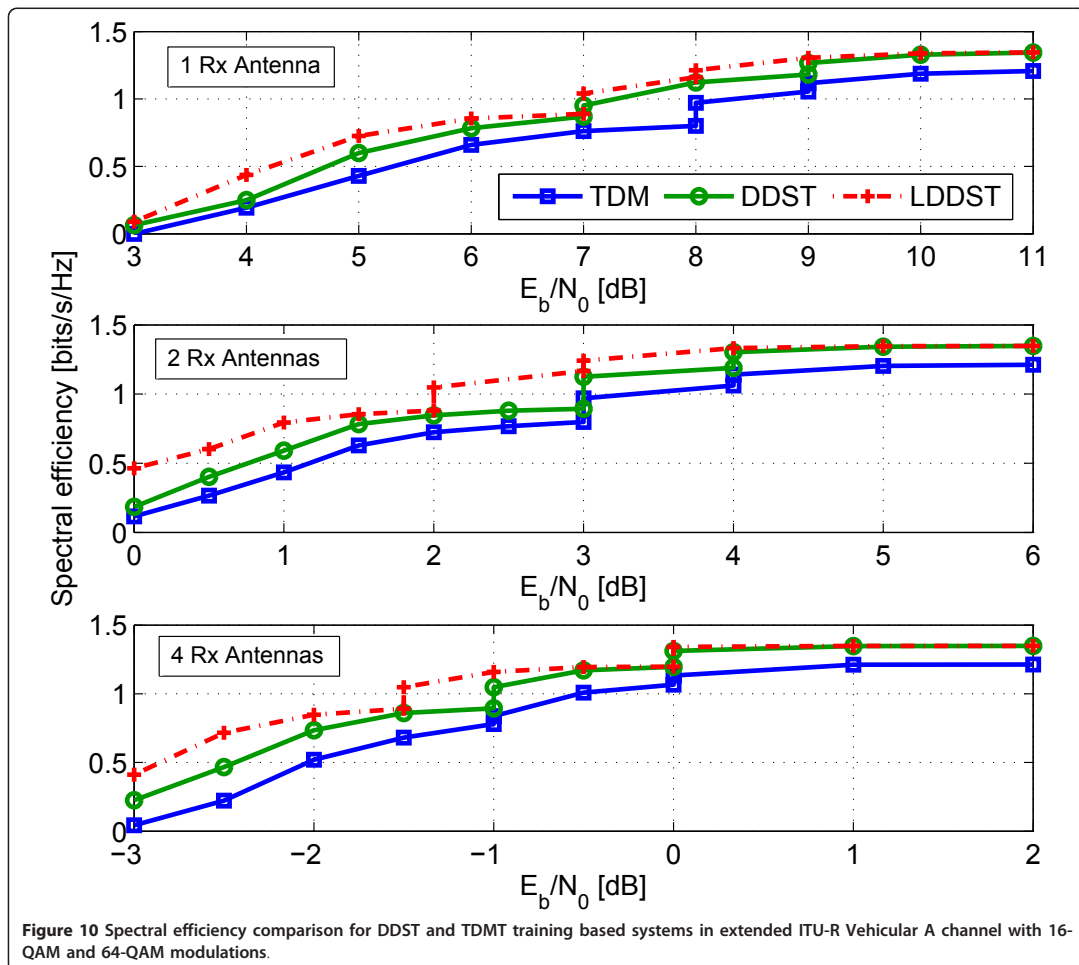 1.5
1
0.5
0
1 Rx Antenna
TDM DDST LDDST
3 4 5 6 7 8 9 10 11
E_b/N_0 [dB]
Spectral efficiency [bits/s/Hz]
1.5
1
0.5
0
2 Rx Antennas
0 1 2 3 4 5 6
E_b/N_0 [dB]
1.5
1
0.5
0
4 Rx Antennas
−3 −2 −1 0 1 2
E_b/N_0 [dB]
Figure 10 Spectral efficiency comparison for DDST and TDMT training based systems in extended ITU-R Vehicular A channel with 16-
QAM and 64-QAM modulations.